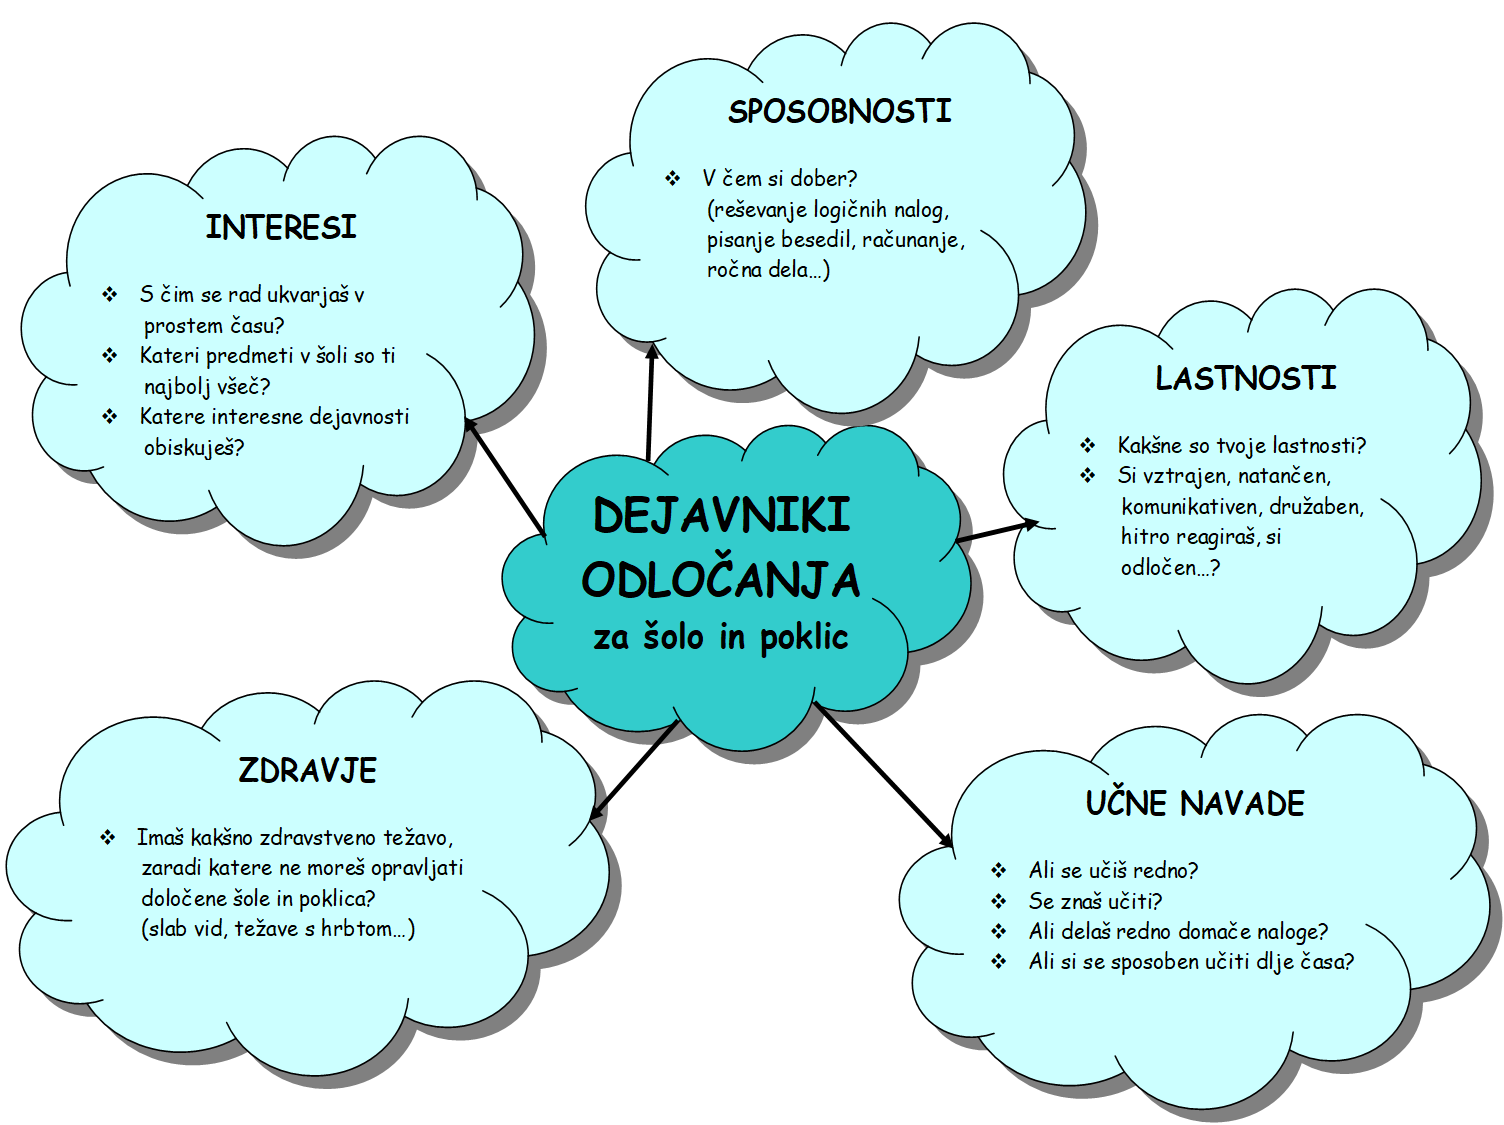 SPOSOBNOSTI
❖ V čem si dober?
(reševanje logičnih nalog,
pisanje besedil, računanje,
ročna dela…)
INTERESI
❖ S čim se rad ukvarjaš v
prostem času?
❖ Kateri predmeti v šoli so ti
najbolj všeč?
❖ Katere interesne dejavnosti
obiskuješ?
LASTNOSTI
❖ Kakšne so tvoje lastnosti?
❖ Si vztrajen, natančen,
komunikativen, družaben,
hitro reagiraš, si
odločen…?
DEJAVNIKI
ODLOČANJA
za šolo in poklic
ZDRAVJE
❖ Imaš kakšno zdravstveno težavo,
zaradi katere ne moreš opravljati
določene šole in poklica?
(slab vid, težave s hrbtom…)
UČNE NAVADE
❖ Ali se učiš redno?
❖ Se znaš učiti?
❖ Ali delaš redno domače naloge?
❖ Ali si se sposoben učiti dlje časa?